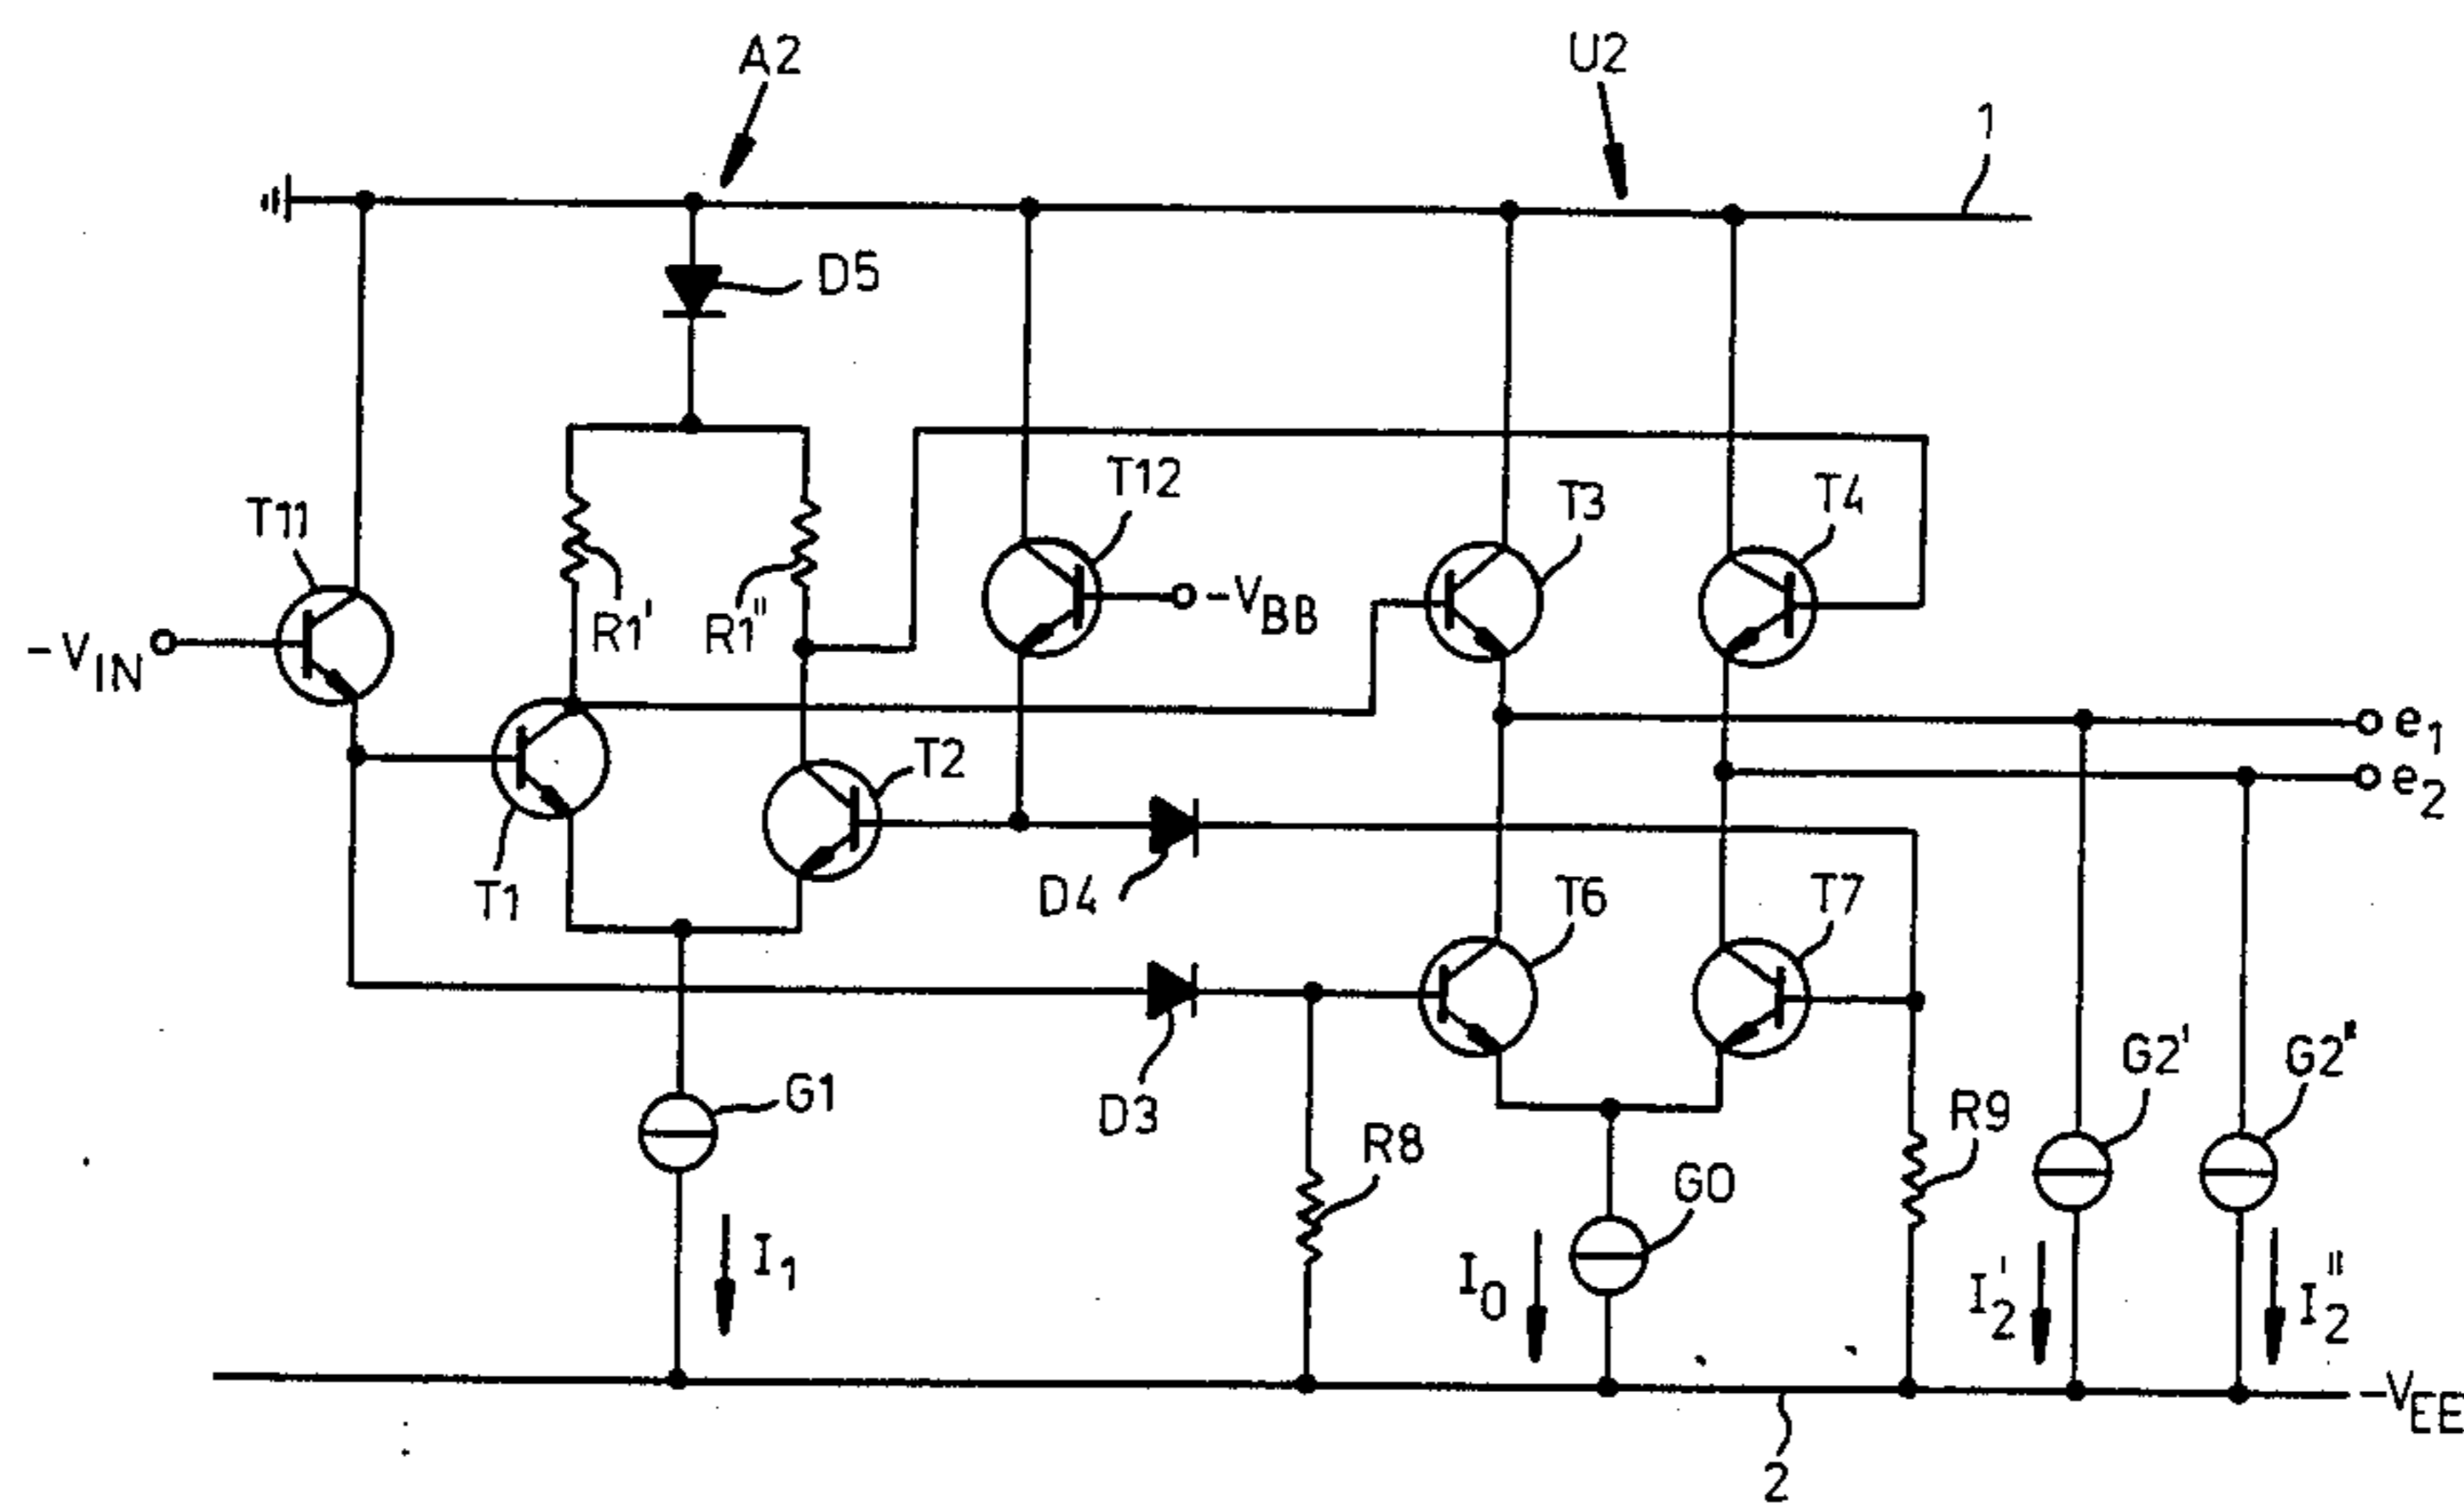 A2
U2
1
D5
T11
T12
T3
T4
-V_IN
R1'
R1"
-V_BB
e1
e2
T2
T1
D4
T6
T7
D3
G1
R8
G0
R9
G2'
G2"
I1
I0
I2'
I2"
-V_EE
2